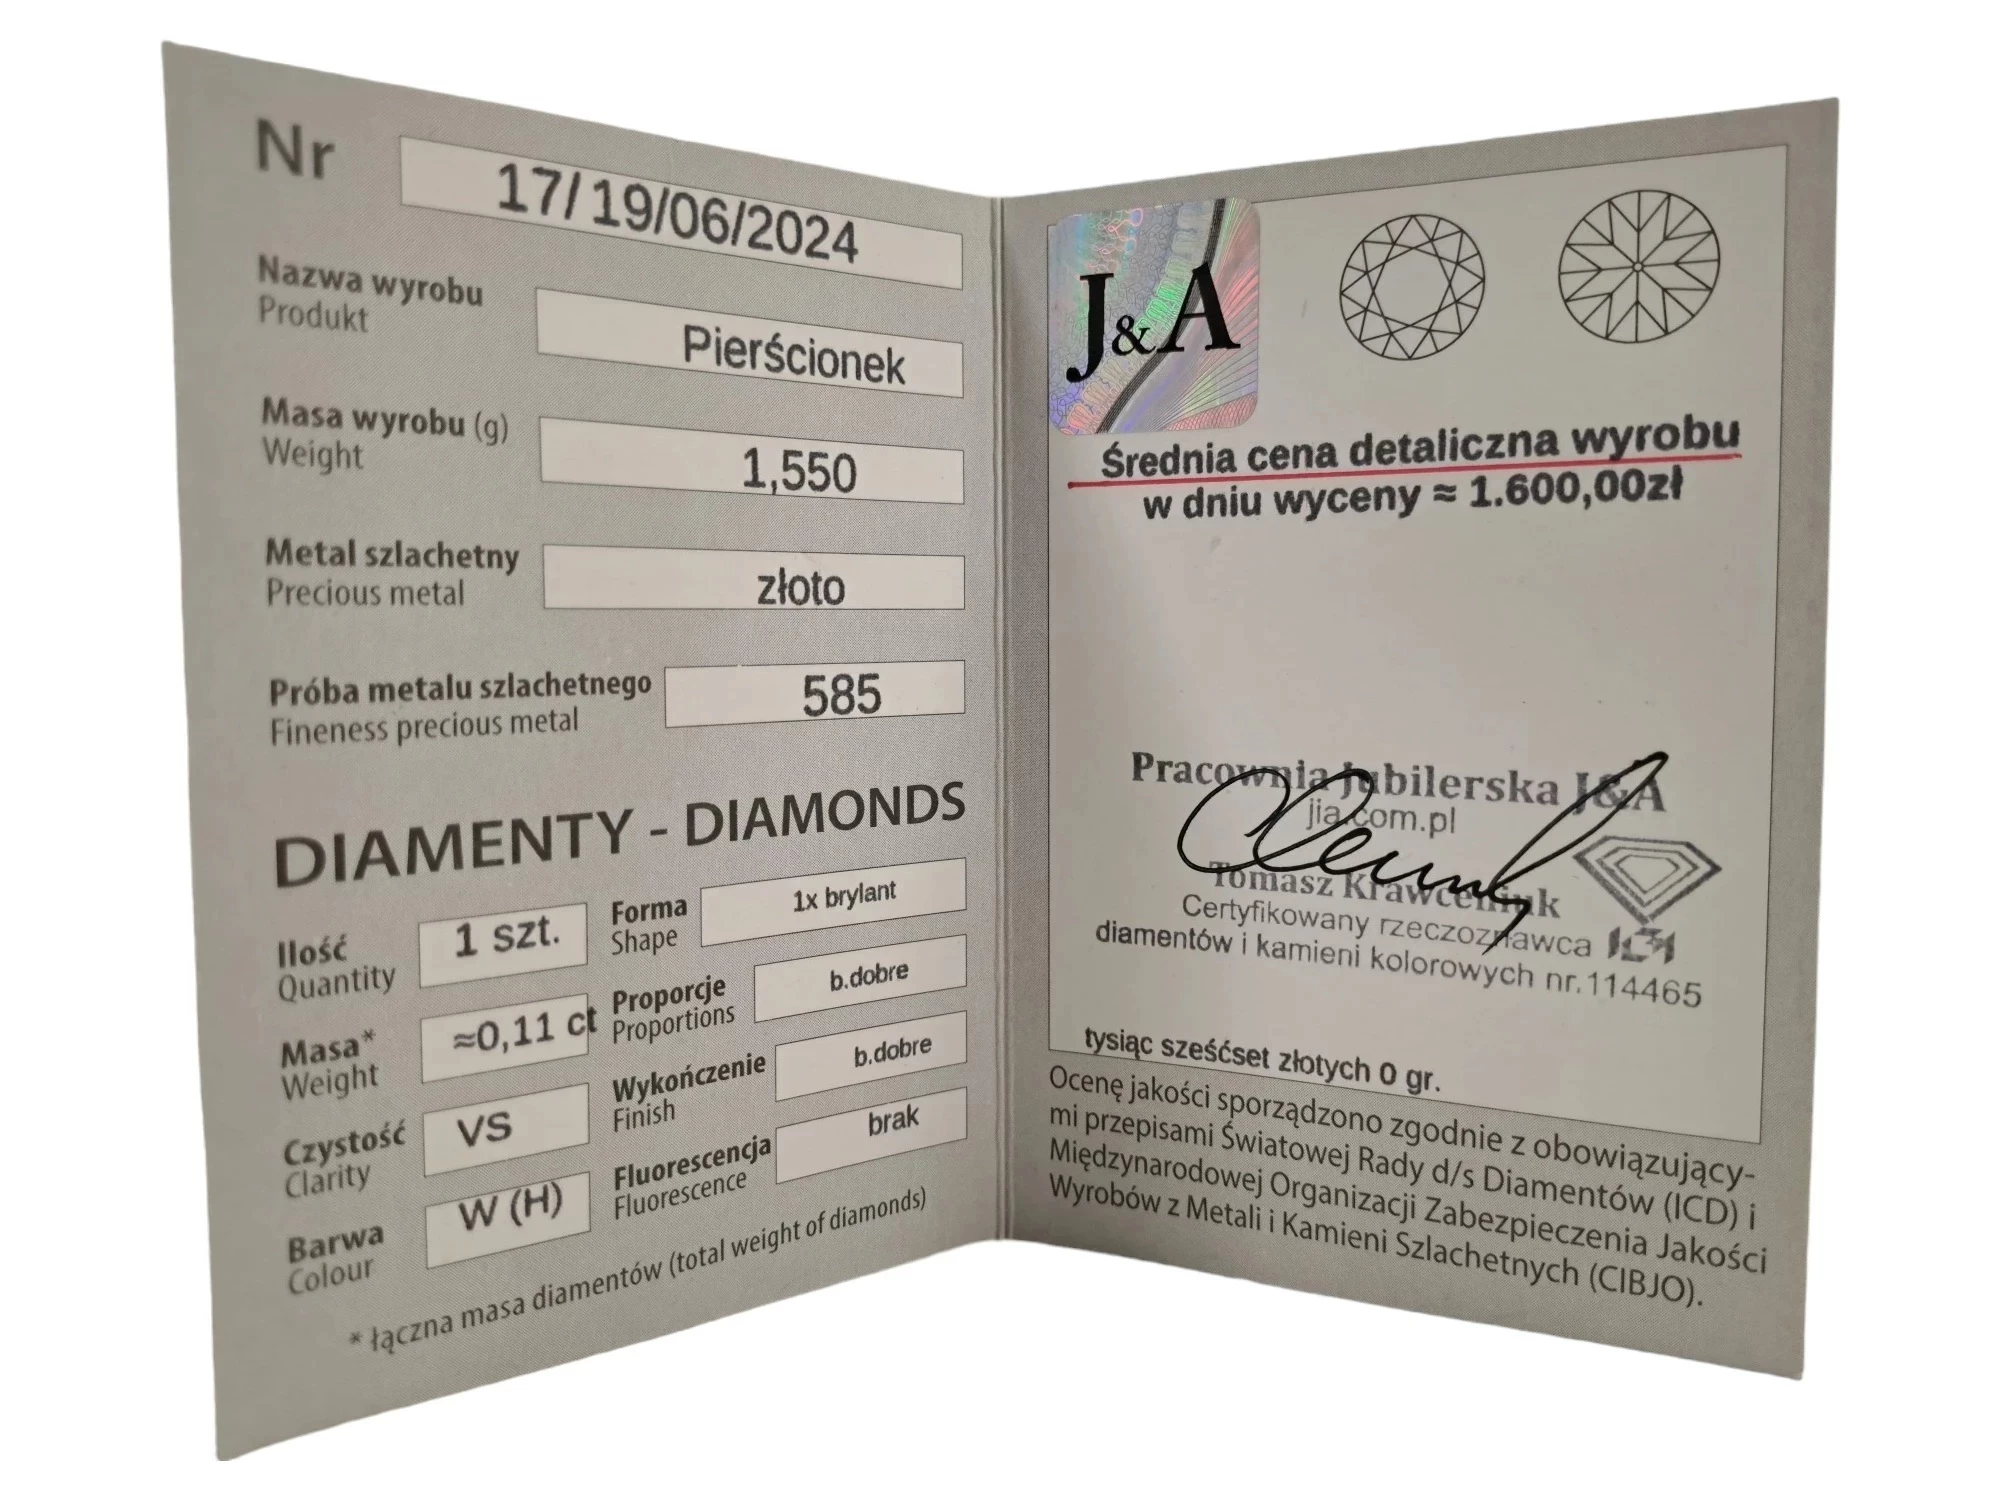 Nr 17/19/06/2024
Nazwa wyrobu
Produkt
Pierścionek
Masa wyrobu (g)
Weight
1,550
Metal szlachetny
Precious metal
złoto
Próba metalu szlachetnego
Fineness precious metal
585
DIAMENTY - DIAMONDS
Ilość
Quantity
1 szt.
Forma
Shape
1x brylant
Masa*
Weight
≈0,11 ct
Proporcje
Proportions
b.dobre
Czystość
Clarity
VS
Wykończenie
Finish
b.dobre
Barwa
Colour
W (H)
Fluorescencja
Fluorescence
brak
* łączna masa diamentów (total weight of diamonds)
J&A
Średnia cena detaliczna wyrobu
w dniu wyceny ≈ 1.600,00zł
Pracownia Jubilerska J&A
jia.com.pl
Tomasz Krawceniuk
Certyfikowany rzeczoznawca
diamentów i kamieni kolorowych nr.114465
tysiąc sześćset złotych 0 gr.
Ocenę jakości sporządzono zgodnie z obowiązujący-
mi przepisami Światowej Rady d/s Diamentów (ICD) i
Międzynarodowej Organizacji Zabezpieczenia Jakości
Wyrobów z Metali i Kamieni Szlachetnych (CIBJO).